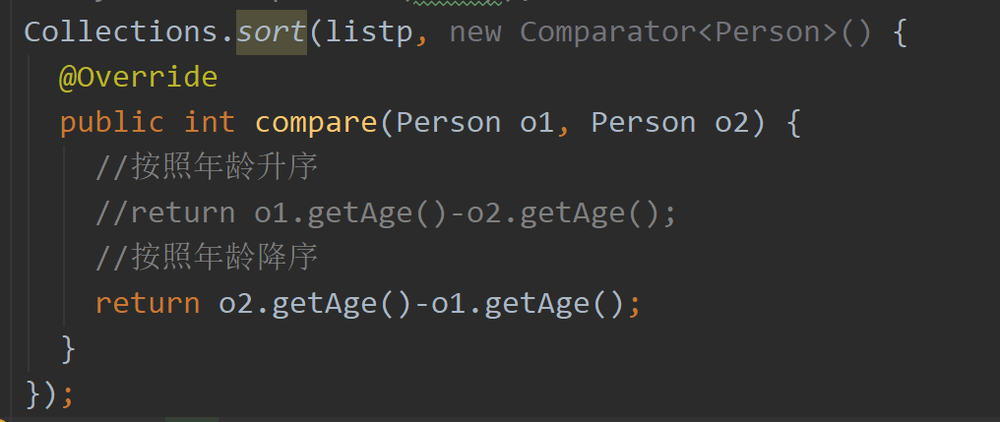 Collections.sort(listp, new Comparator<Person>() {
@Override
public int compare(Person o1, Person o2) {
//按照年龄升序
//return o1.getAge()-o2.getAge();
//按照年龄降序
return o2.getAge()-o1.getAge();
}
});